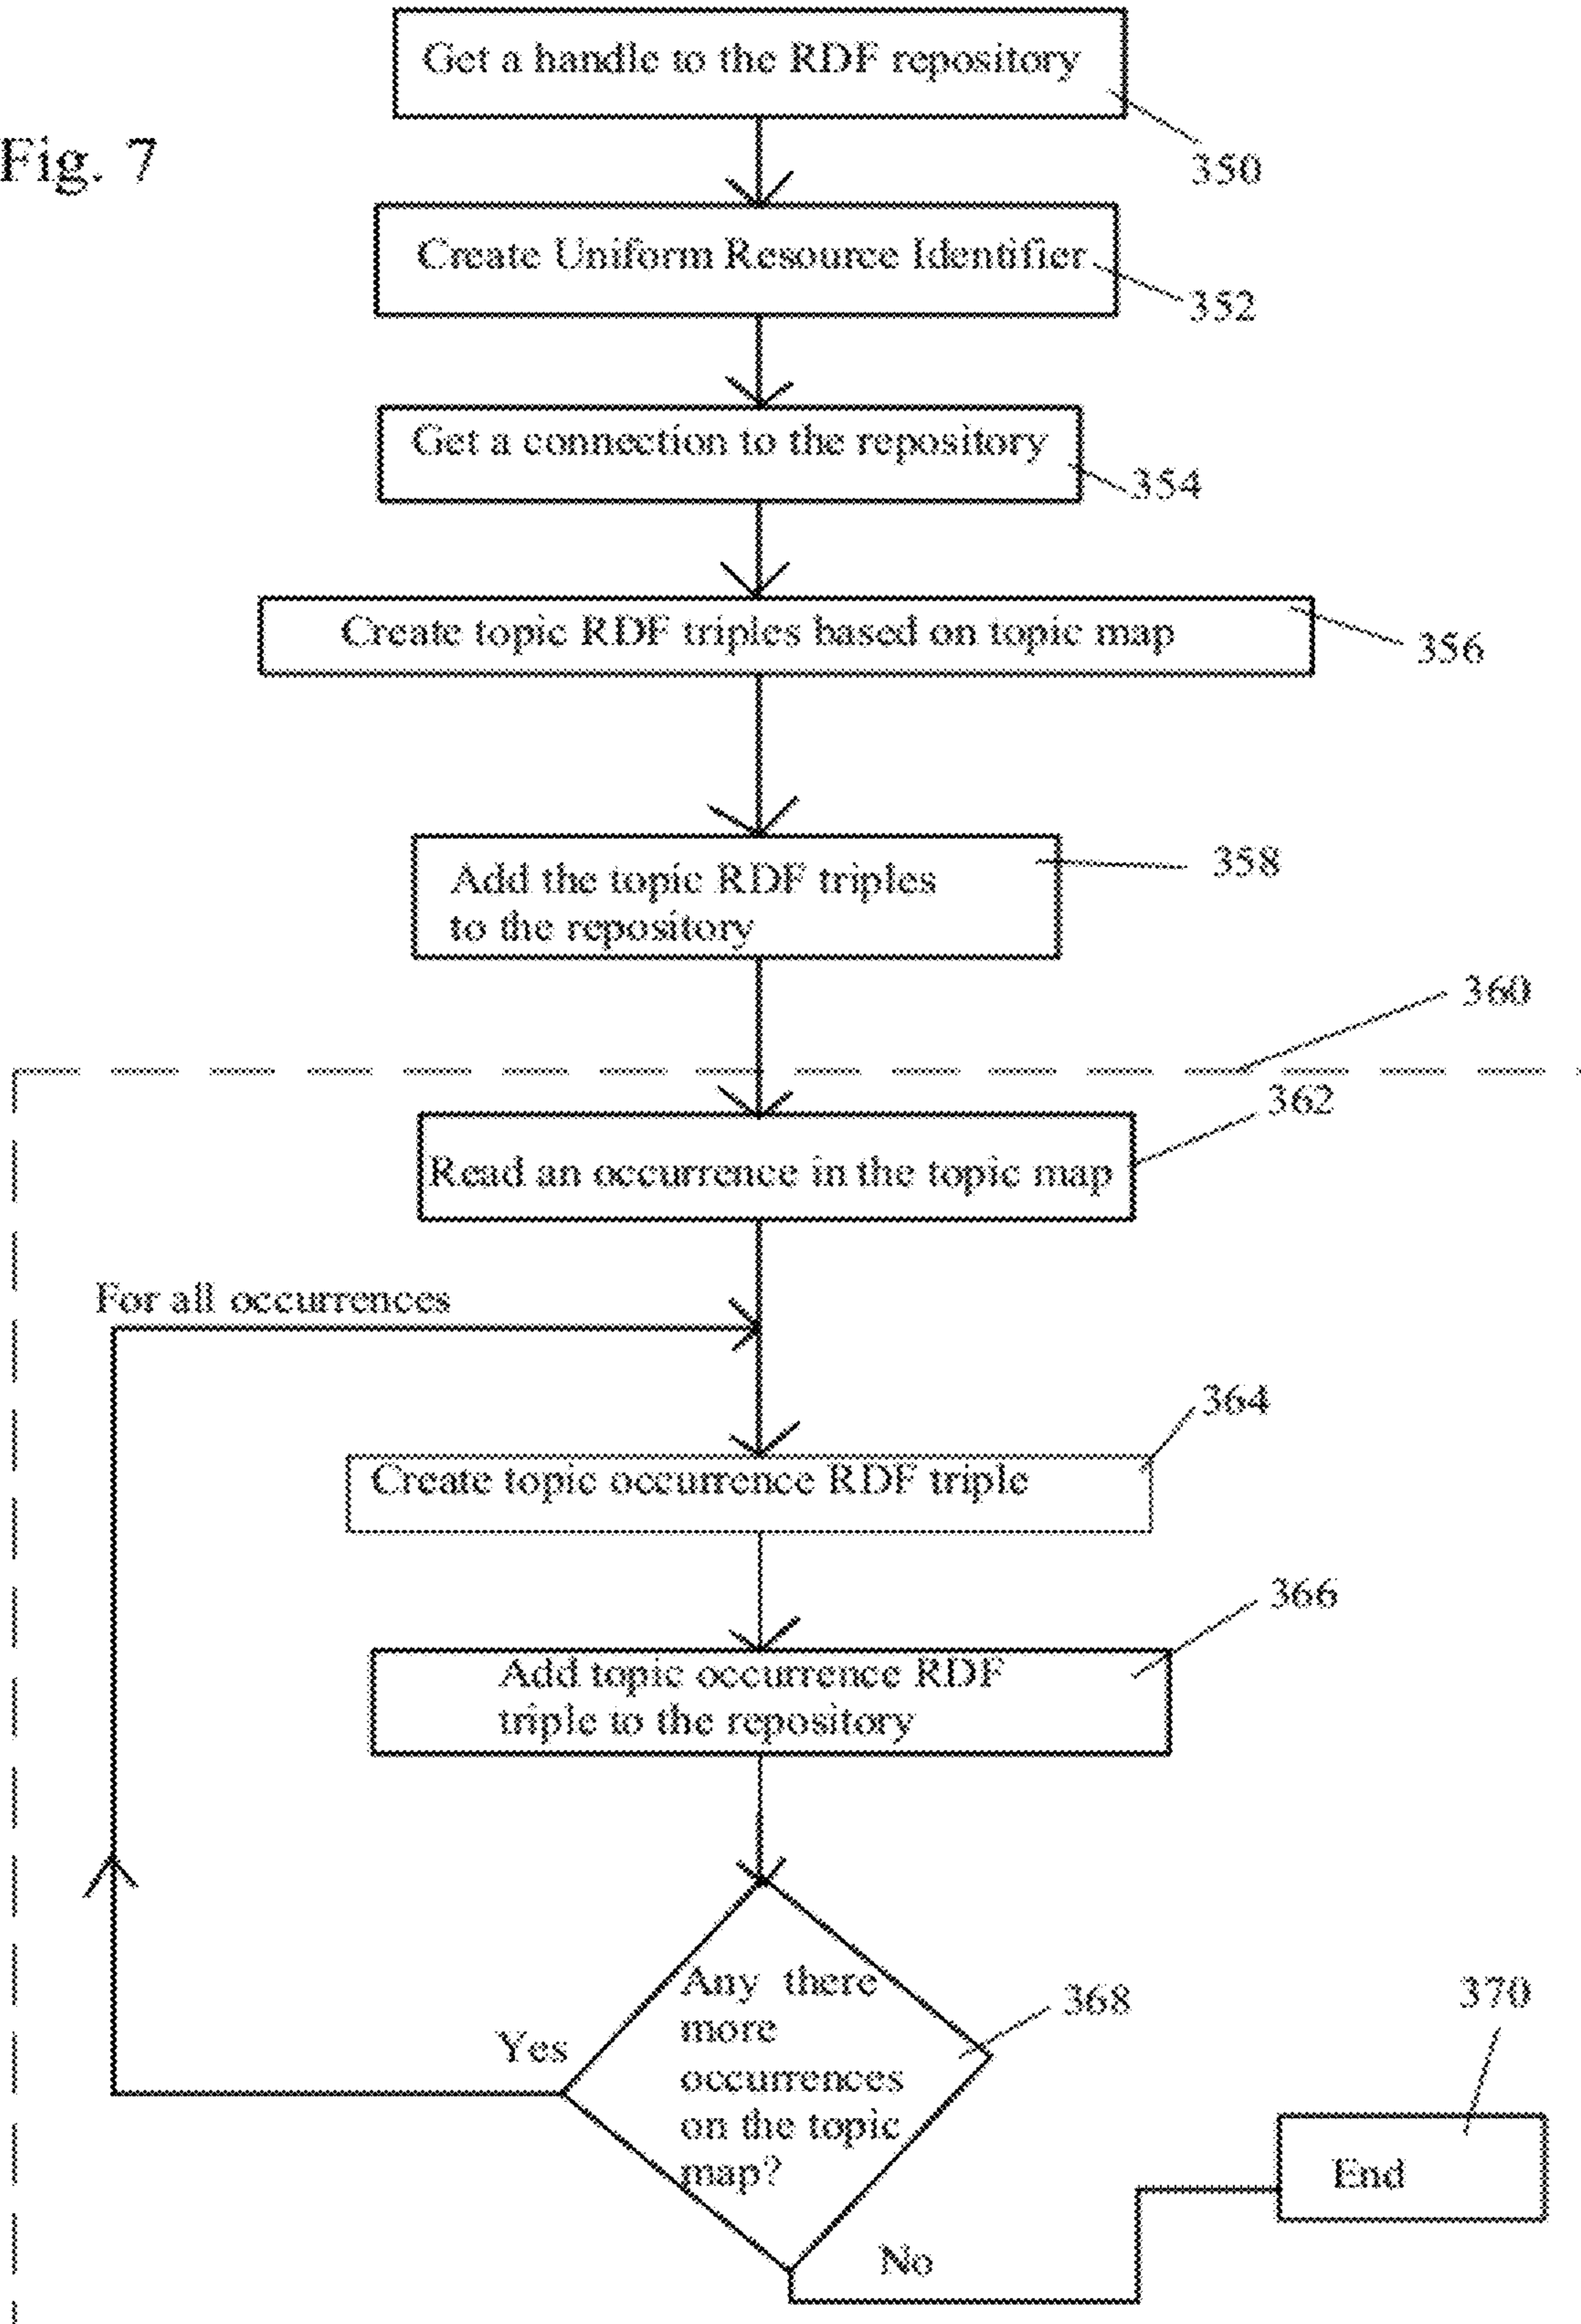 Get a handle to the RDF repository
Fig. 7
350
Create Uniform Resource Identifier
352
Get a connection to the repository
354
Create topic RDF triples based on topic map
356
Add the topic RDF triples
to the repository
358
360
362
Read an occurrence in the topic map
For all occurrences
364
Create topic occurrence RDF triple
366
Add topic occurrence RDF
triple to the repository
Any there
more
occurrences
on the topic
map?
368
370
Yes
End
No